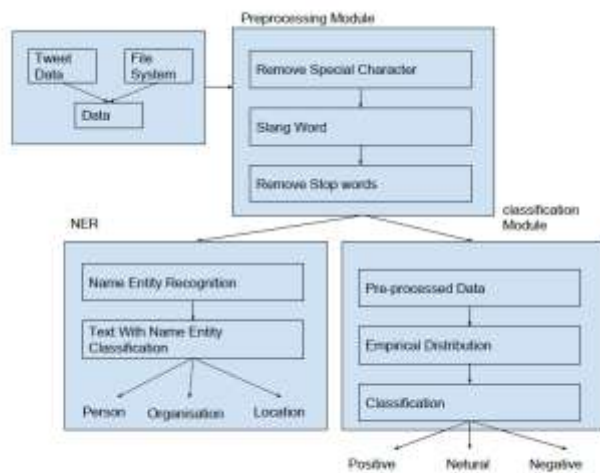 Preprocessing Module
Tweet
Data
File
System
Data
Remove Special Character
Slang Word
Remove Stop words
NER
classification
Module
Name Entity Recognition
Text With Name Entity
Classification
Person
Organisation
Location
Pre-processed Data
Empirical Distribution
Classification
Positive
Netural
Negative